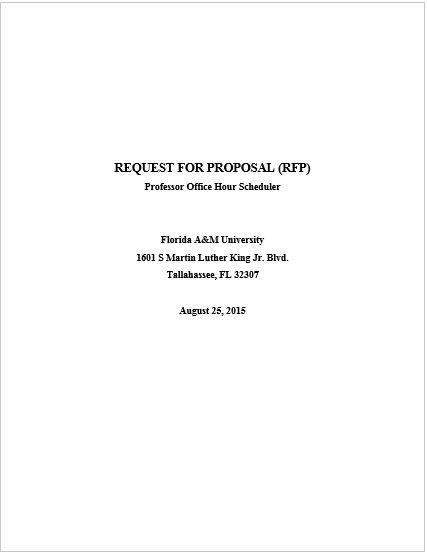 REQUEST FOR PROPOSAL (RFP)
Professor Office Hour Scheduler
Florida A&M University
1601 S Martin Luther King Jr. Blvd.
Tallahassee, FL 32307
August 25, 2015